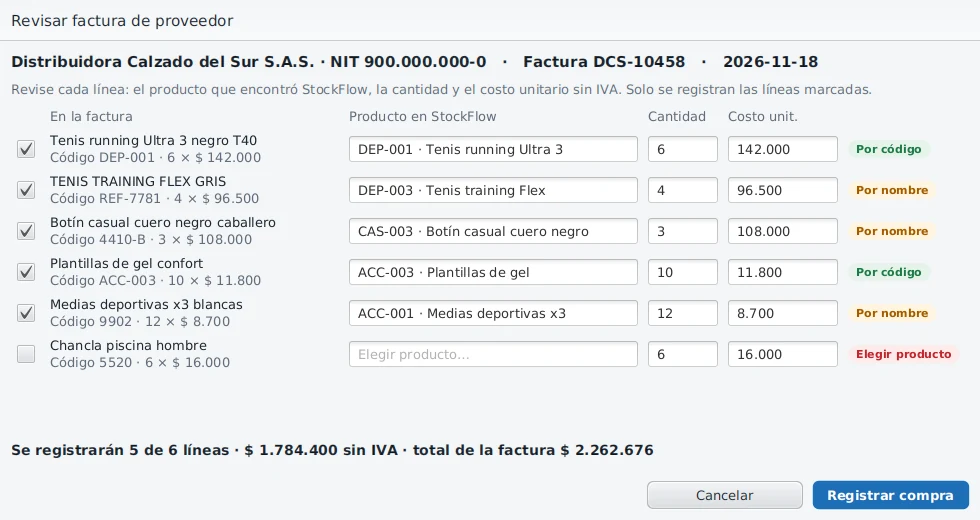 Revisar factura de proveedor
Distribuidora Calzado del Sur S.A.S. · NIT 900.000.000-0 · Factura DCS-10458 · 2026-11-18
Revise cada línea: el producto que encontró StockFlow, la cantidad y el costo unitario sin IVA. Solo se registran las líneas marcadas.
En la factura Producto en StockFlow Cantidad Costo unit.
Tenis running Ultra 3 negro T40
Código DEP-001 · 6 × $ 142.000
DEP-001 · Tenis running Ultra 3 6 142.000 Por código
TENIS TRAINING FLEX GRIS
Código REF-7781 · 4 × $ 96.500
DEP-003 · Tenis training Flex 4 96.500 Por nombre
Botín casual cuero negro caballero
Código 4410-B · 3 × $ 108.000
CAS-003 · Botín casual cuero negro 3 108.000 Por nombre
Plantillas de gel confort
Código ACC-003 · 10 × $ 11.800
ACC-003 · Plantillas de gel 10 11.800 Por código
Medias deportivas x3 blancas
Código 9902 · 12 × $ 8.700
ACC-001 · Medias deportivas x3 12 8.700 Por nombre
Chancla piscina hombre
Código 5520 · 6 × $ 16.000
Elegir producto... 6 16.000 Elegir producto
Se registrarán 5 de 6 líneas · $ 1.784.400 sin IVA · total de la factura $ 2.262.676
Cancelar Registrar compra